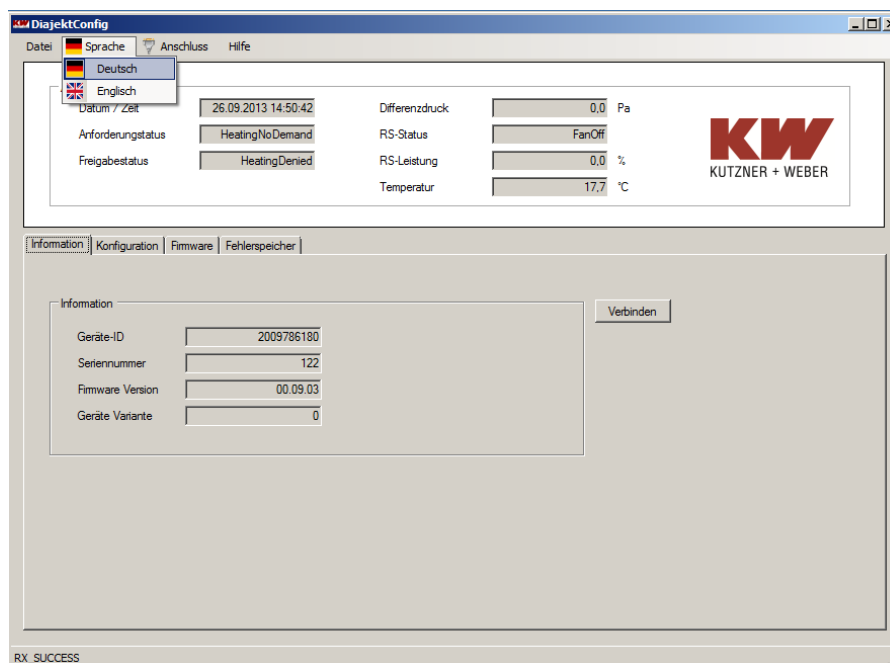 KW DiajektConfig
Datei Sprache Anschluss Hilfe
Deutsch
Englisch
Datum / Zeit 26.09.2013 14:50:42 Differenzdruck 0,0 Pa
Anforderungstatus HeatingNoDemand RS-Status FanOff
Freigabestatus HeatingDenied RS-Leistung 0,0 %
Temperatur 17,7 °C
KW
KUTZNER + WEBER
Information Konfiguration Firmware Fehlerspeicher
Information
Verbinden
Geräte-ID 2009786180
Seriennummer 122
Firmware Version 00.09.03
Geräte Variante 0
RX_SUCCESS